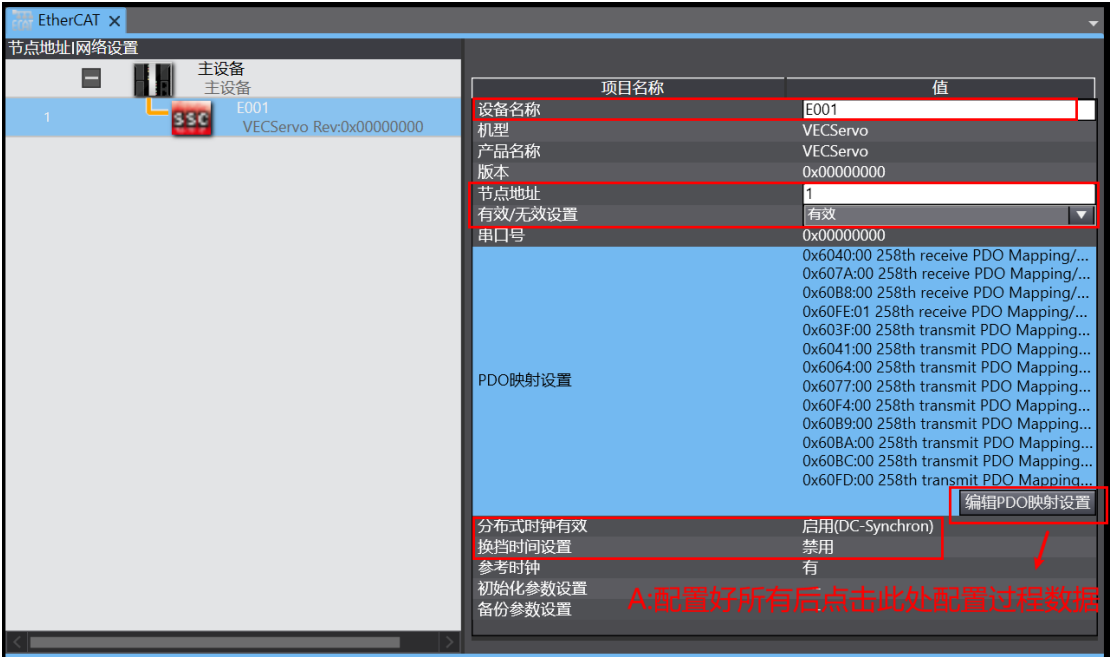 EtherCAT
节点地址|网络设置
主设备
主设备
1
E001
VECServo Rev:0x00000000
项目名称 值
设备名称 E001
机型 VECServo
产品名称 VECServo
版本 0x00000000
节点地址 1
有效/无效设置 有效
串口号 0x00000000
PDO映射设置
0x6040:00 258th receive PDO Mapping/...
0x607A:00 258th receive PDO Mapping/...
0x60B8:00 258th receive PDO Mapping/...
0x60FE:01 258th receive PDO Mapping/...
0x603F:00 258th transmit PDO Mapping...
0x6041:00 258th transmit PDO Mapping...
0x6064:00 258th transmit PDO Mapping...
0x6077:00 258th transmit PDO Mapping...
0x60F4:00 258th transmit PDO Mapping...
0x60B9:00 258th transmit PDO Mapping...
0x60BA:00 258th transmit PDO Mapping...
0x60BC:00 258th transmit PDO Mapping...
0x60FD:00 258th transmit PDO Mapping...
编辑PDO映射设置
分布式时钟有效 启用(DC-Synchron)
换挡时间设置 禁用
参考时钟 有
初始化参数设置
备份参数设置
A:配置好所有后点击此处配置过程数据
SSC